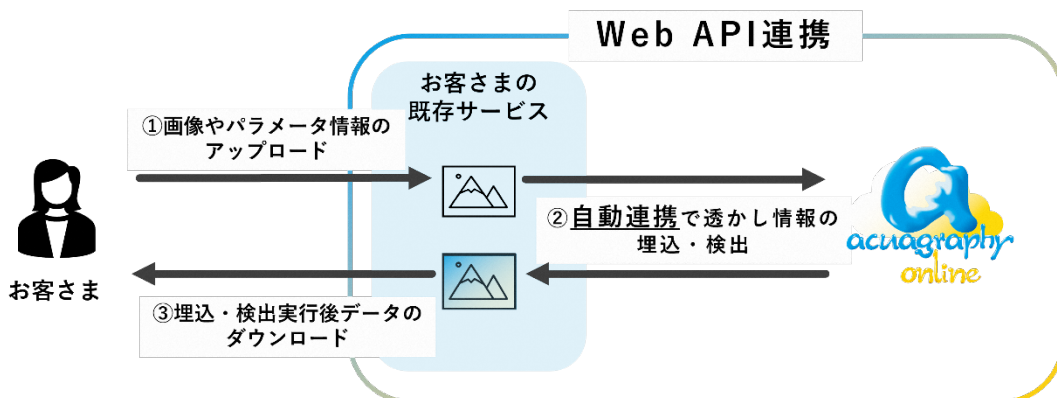 Web API連携
お客さまの
既存サービス
①画像やパラメータ情報の
アップロード
②自動連携で透かし情報の
埋込・検出
acuagraphy
online
お客さま
③埋込・検出実行後データの
ダウンロード